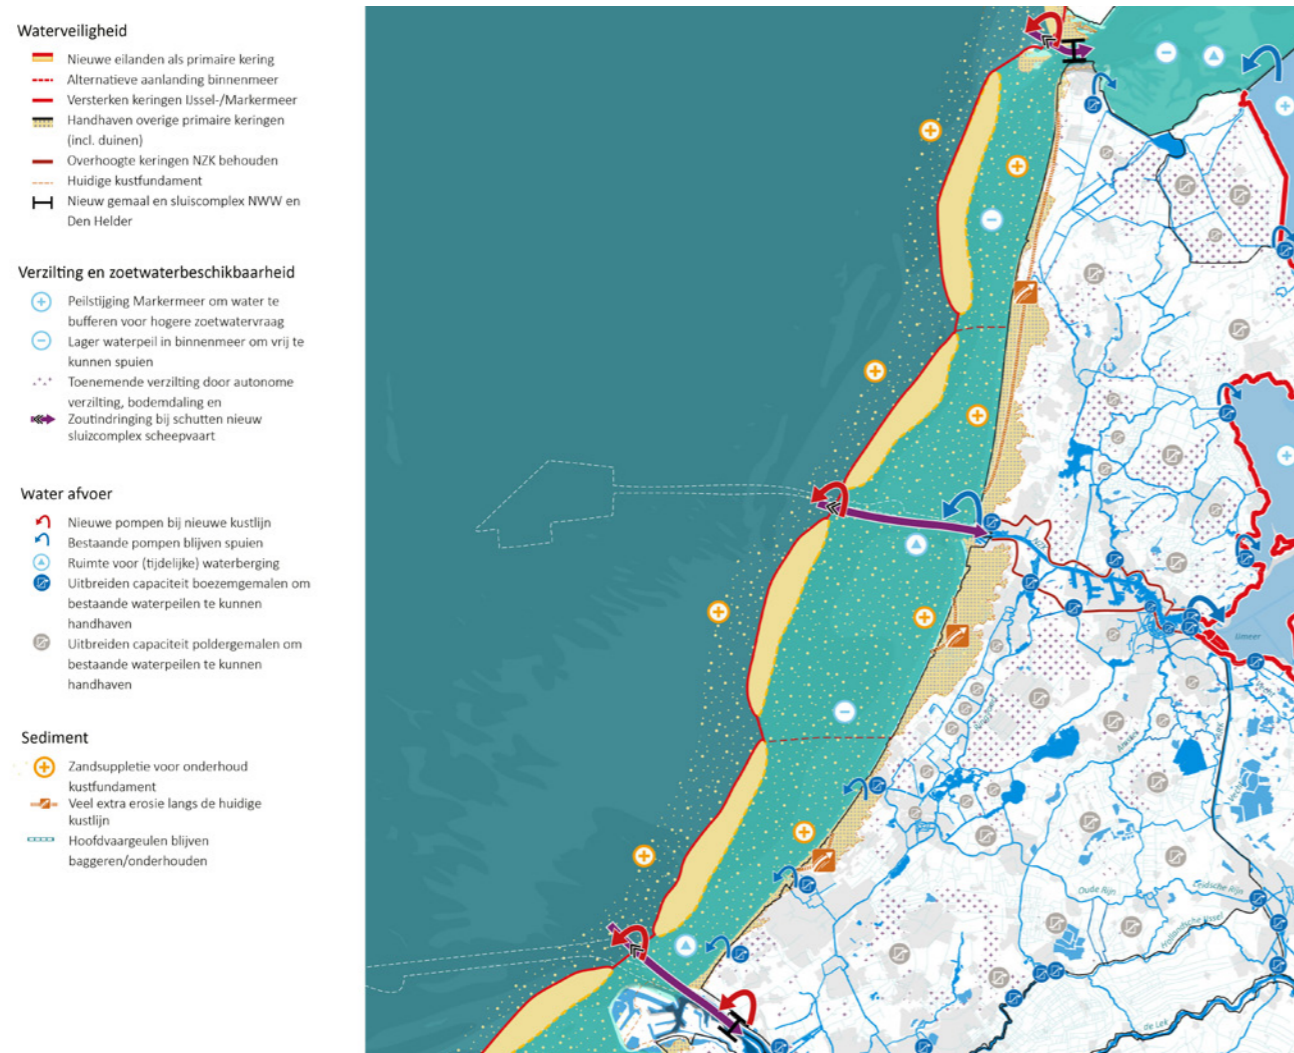 Waterveiligheid
Nieuwe eilanden als primaire kering
Alternatieve aanlanding binnenmeer
Versterken keringen IJssel-/Markermeer
Handhaven overige primaire keringen
(incl. duinen)
Overhoogte keringen NZK behouden
Huidige kustfundament
Nieuw gemaal en sluiscomplex NWW en
Den Helder
Verzilting en zoetwaterbeschikbaarheid
Peilstijging Markermeer om water te
bufferen voor hogere zoetwatervraag
Lager waterpeil in binnenmeer om vrij te
kunnen spuien
Toenemende verzilting door autonome
verzilting, bodemdaling en
Zoutindringing bij schutten nieuw
sluizcomplex scheepvaart
Water afvoer
Nieuwe pompen bij nieuwe kustlijn
Bestaande pompen blijven spuien
Ruimte voor (tijdelijke) waterberging
Uitbreiden capaciteit boezemgemalen om
bestaande waterpeilen te kunnen
handhaven
Uitbreiden capaciteit poldergemalen om
bestaande waterpeilen te kunnen
handhaven
Sediment
Zandsuppletie voor onderhoud
kustfundament
Veel extra erosie langs de huidige
kustlijn
Hoofdvaargeulen blijven
baggeren/onderhouden
NZK
IJmeer
ARK
Oude Rijn
Leidsche Rijn
Hollandsche IJssel
de Lek